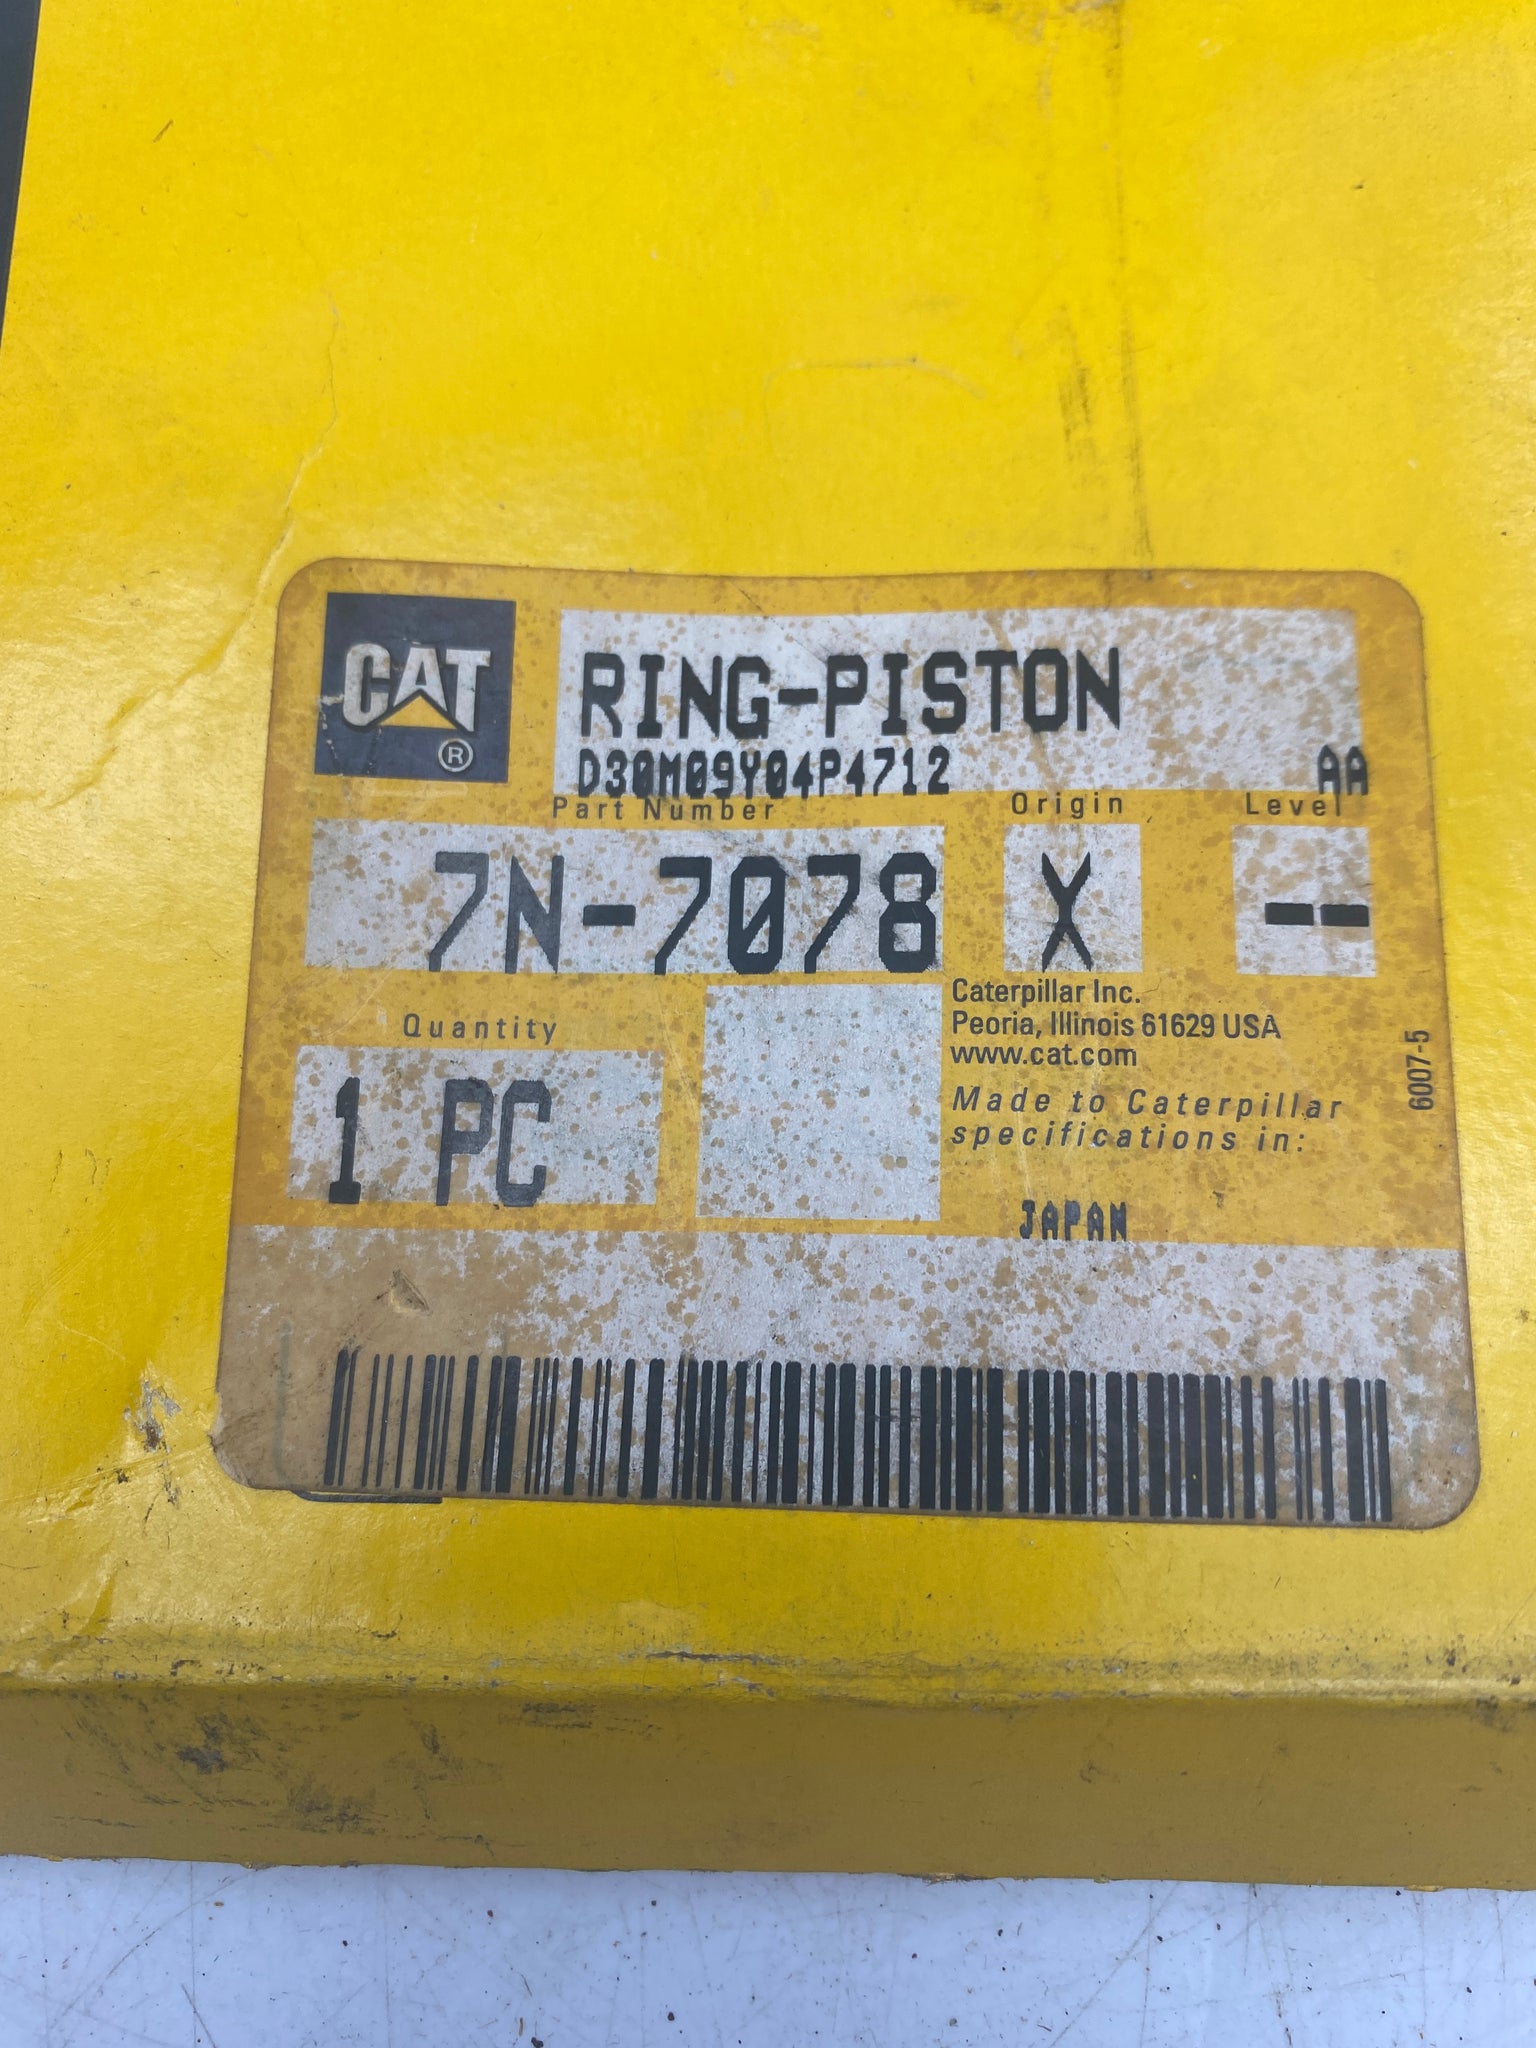 CAT
®
RING-PISTON
D30M09Y04P4712 AA
Part Number Origin Level
7N-7078 X --
Quantity
1 PC
Caterpillar Inc.
Peoria, Illinois 61629 USA
www.cat.com
Made to Caterpillar
specifications in:
JAPAN
6007-5